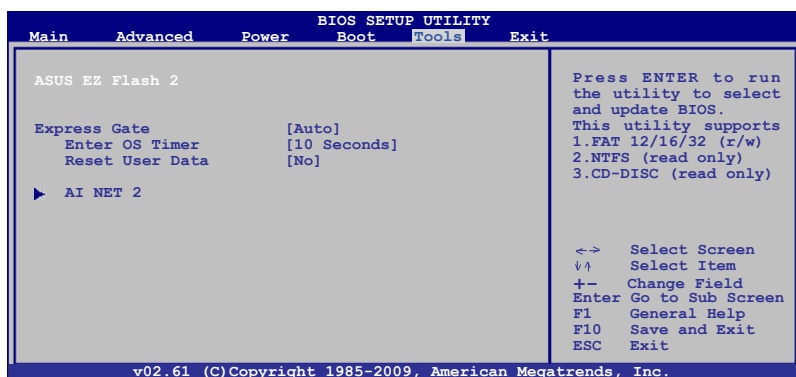 BIOS SETUP UTILITY
Main Advanced Power Boot Tools Exit
ASUS EZ Flash 2
Express Gate [Auto]
Enter OS Timer [10 Seconds]
Reset User Data [No]
AI NET 2
Press ENTER to run
the utility to select
and update BIOS.
This utility supports
1.FAT 12/16/32 (r/w)
2.NTFS (read only)
3.CD-DISC (read only)
←→ Select Screen
↓↑ Select Item
+- Change Field
Enter Go to Sub Screen
F1 General Help
F10 Save and Exit
ESC Exit
v02.61 (C)Copyright 1985-2009, American Megatrends, Inc.